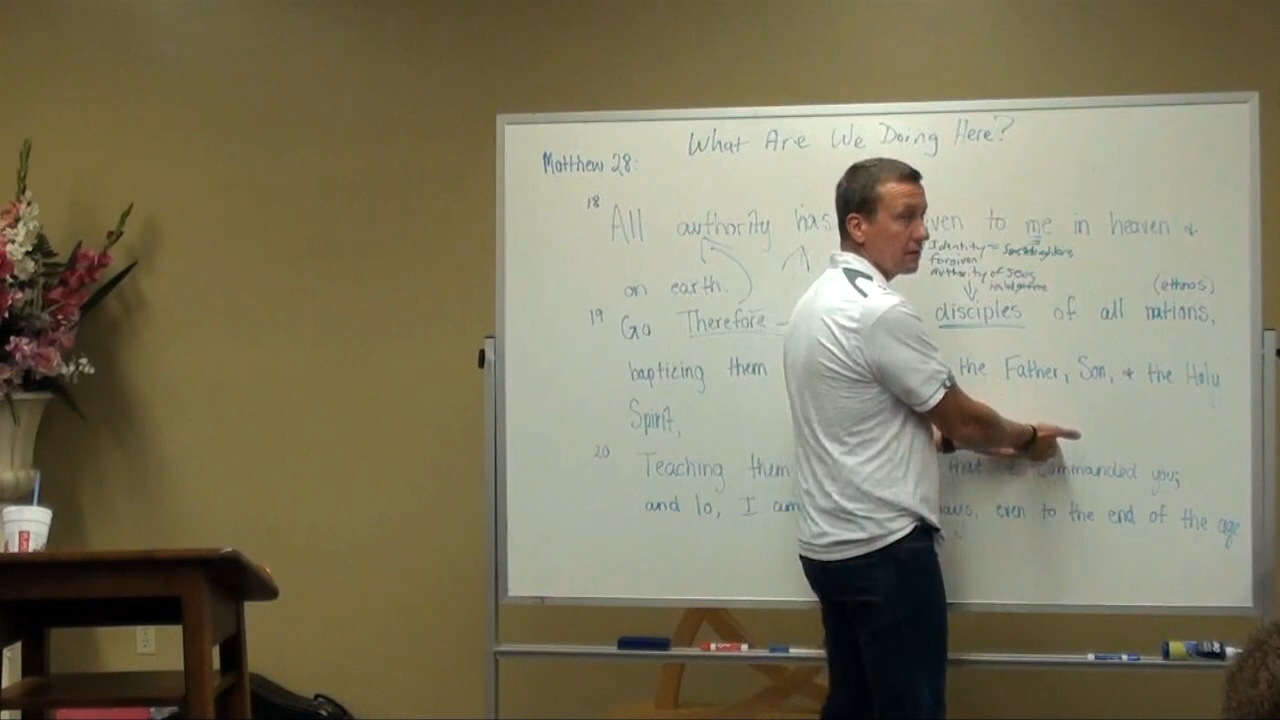 What Are We Doing Here?
Matthew 28:
18 All authority has ven to me in heaven &
Identity = Sons/daughters
forgiven
authority of Jesus
on earth. (ethnos)
19 Go Therefore disciples of all nations,
baptizing them the Father, Son, & the Holy
Spirit,
20 Teaching them that I commanded you;
and lo, I am ays, even to the end of the age